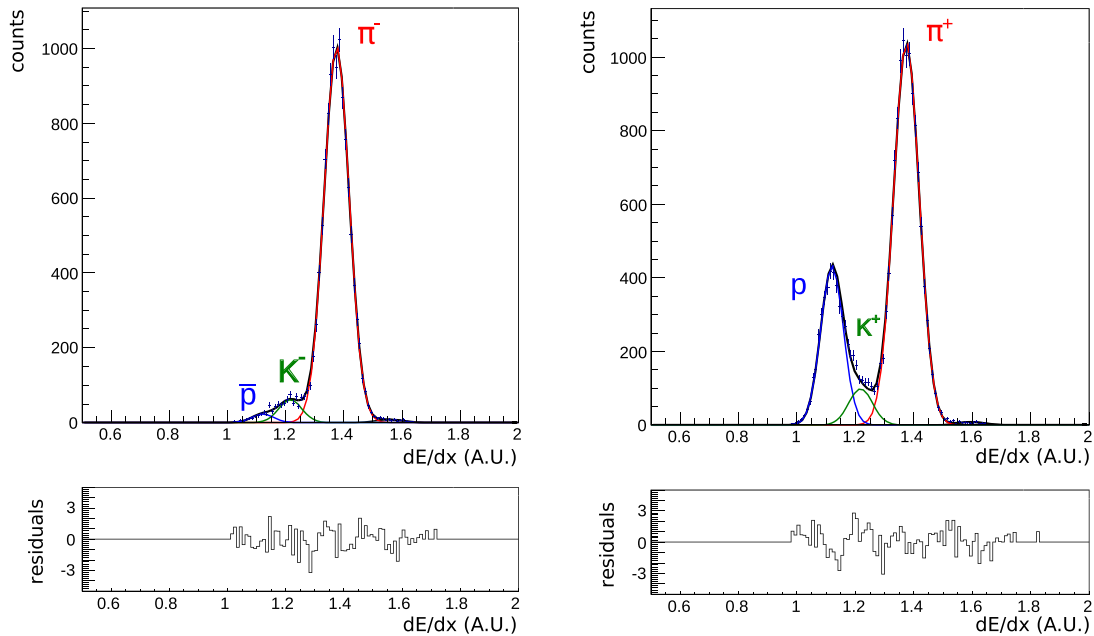 counts
1000
800
600
400
200
0
π-
K-
p̅
0.6 0.8 1 1.2 1.4 1.6 1.8 2
dE/dx (A.U.)
residuals
3
0
-3
0.6 0.8 1 1.2 1.4 1.6 1.8 2
dE/dx (A.U.)
counts
1000
800
600
400
200
0
π+
p
K+
0.6 0.8 1 1.2 1.4 1.6 1.8 2
dE/dx (A.U.)
residuals
3
0
-3
0.6 0.8 1 1.2 1.4 1.6 1.8 2
dE/dx (A.U.)